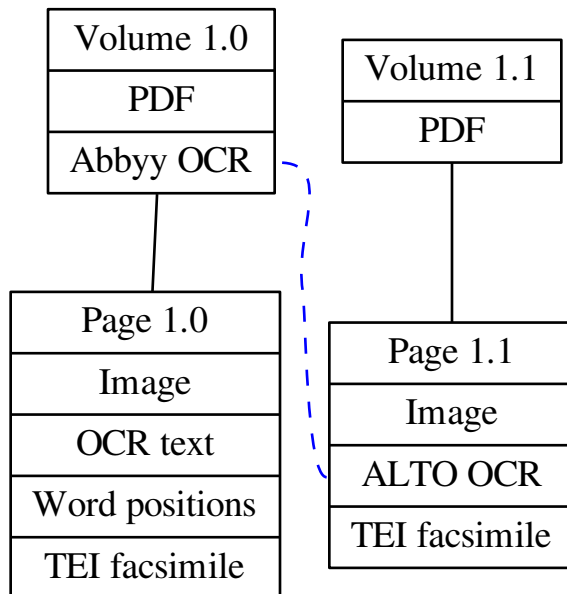 Volume 1.0
PDF
Abbyy OCR
Volume 1.1
PDF
Page 1.0
Image
OCR text
Word positions
TEI facsimile
Page 1.1
Image
ALTO OCR
TEI facsimile